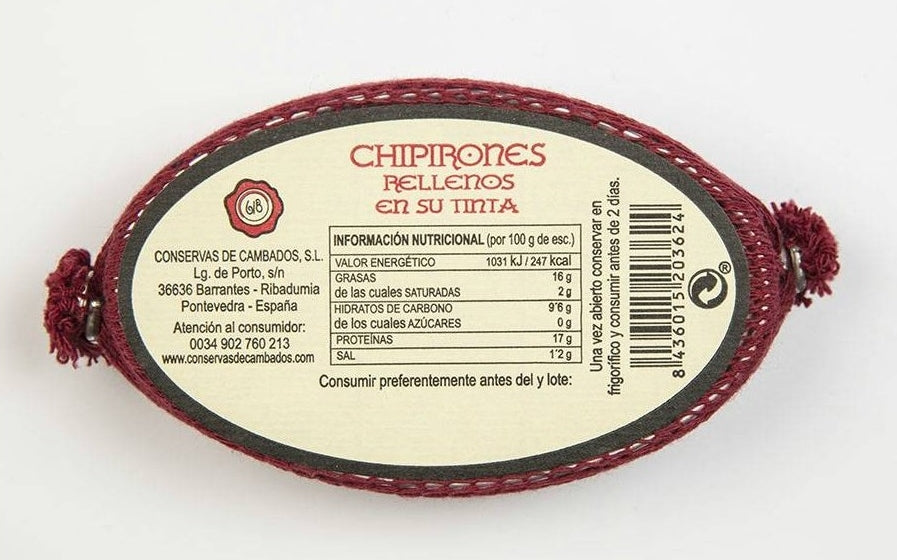 CHIPIRONES
RELLENOS
EN SU TINTA
6/8
CONSERVAS DE CAMBADOS, S.L.
Lg. de Porto, s/n
36636 Barrantes - Ribadumia
Pontevedra - España
Atención al consumidor:
0034 902 760 213
www.conservasdecambados.com
INFORMACIÓN NUTRICIONAL (por 100 g de esc.)
VALOR ENERGÉTICO 1031 kJ / 247 kcal
GRASAS 16 g
de las cuales SATURADAS 2 g
HIDRATOS DE CARBONO 9'6 g
de los cuales AZÚCARES 0 g
PROTEÍNAS 17 g
SAL 1'2 g
Consumir preferentemente antes del y lote:
Una vez abierto conservar en
frigorífico y consumir antes de 2 días.
8 436015 203624
®